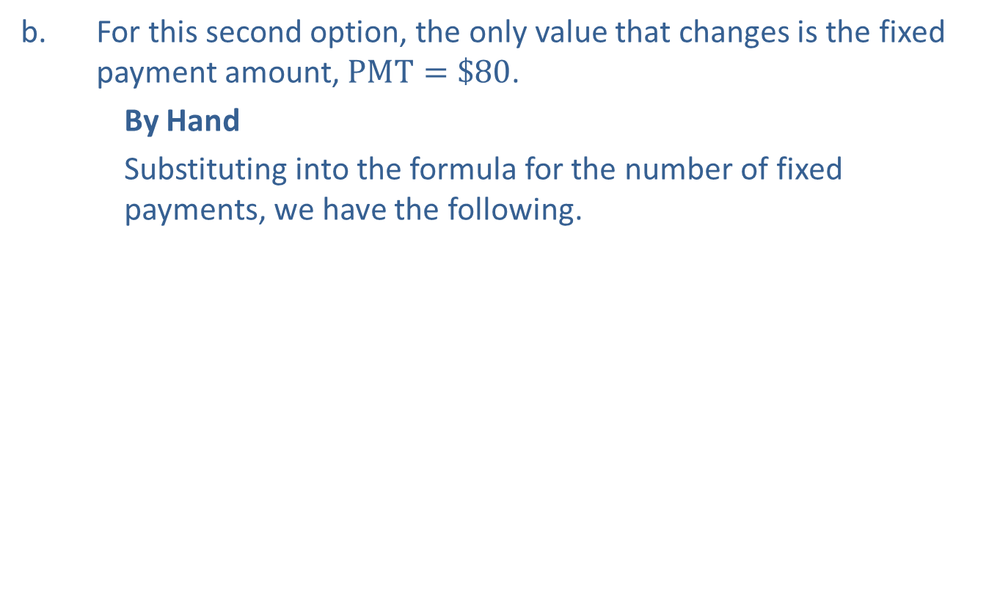 b. For this second option, the only value that changes is the fixed
payment amount, PMT = $80.
By Hand
Substituting into the formula for the number of fixed
payments, we have the following.